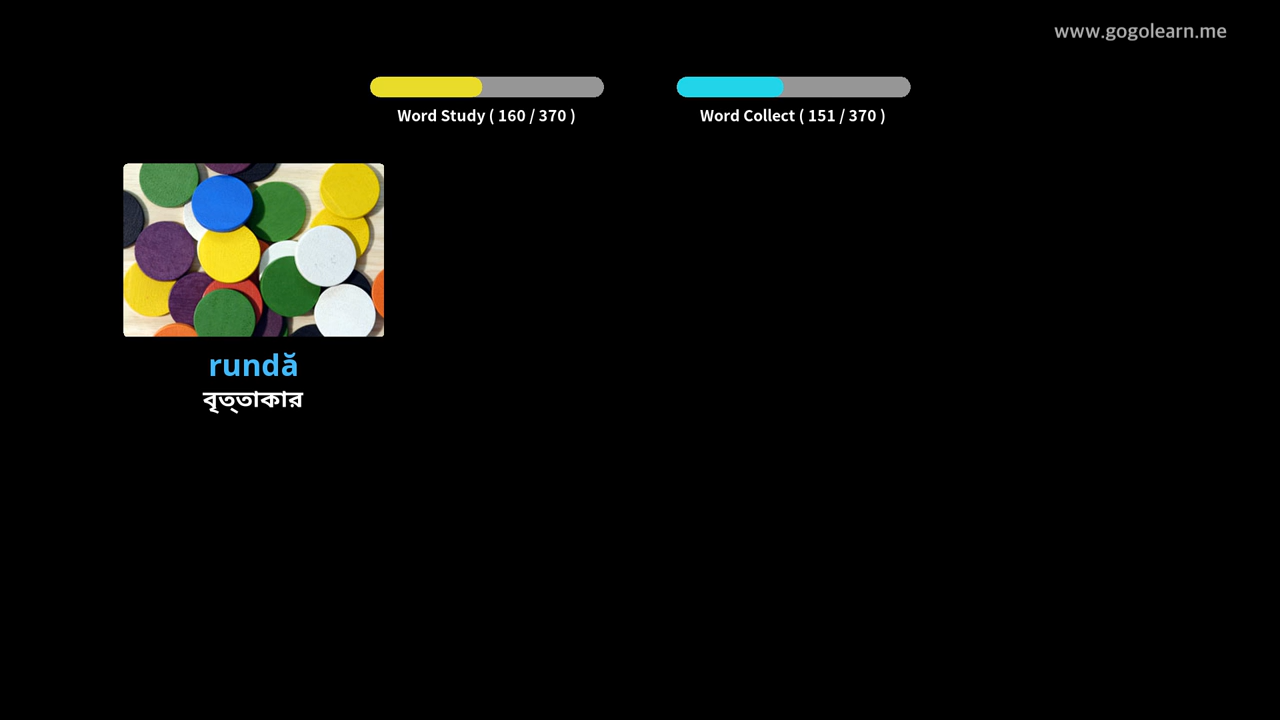 www.gogolearn.me
Word Study ( 160 / 370 )
Word Collect ( 151 / 370 )
rundă
বৃত্তাকার